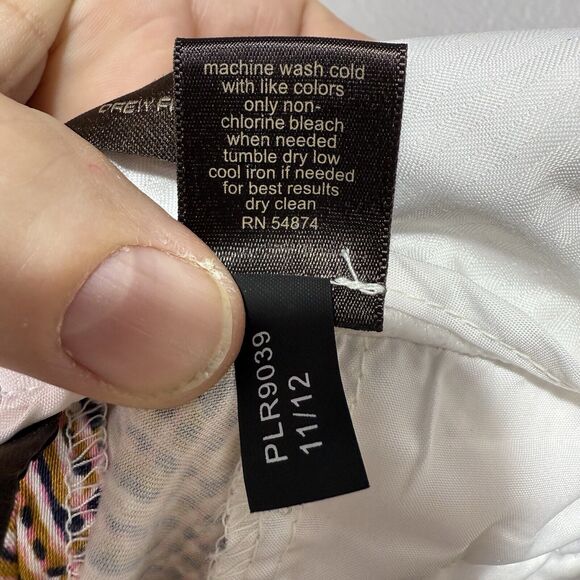 machine wash cold
with like colors
only non-
chlorine bleach
when needed
tumble dry low
cool iron if needed
for best results
dry clean
RN 54874
PLR9039
11/12